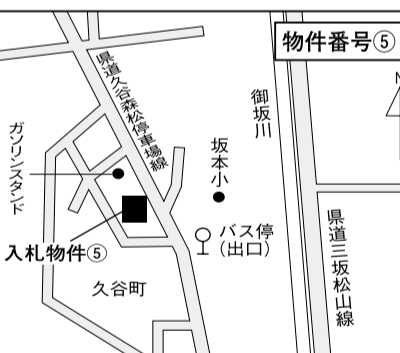 物件番号⑤
N
県道久谷森松停車場線
御坂川
ガソリンスタンド
坂本小
バス停
（出口）
県道三坂松山線
入札物件⑤
久谷町